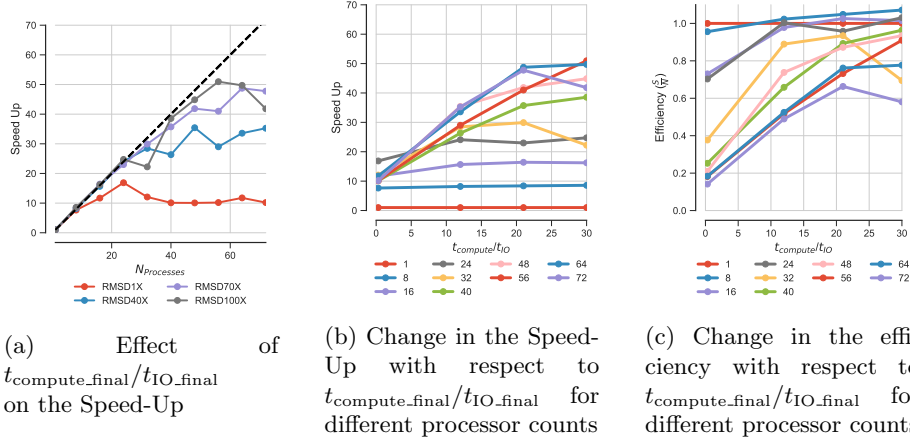 70
60
50
40
30
20
10
0
Speed Up
20
40
60
N_Processes
RMSD1X
RMSD70X
RMSD40X
RMSD100X
(a) Effect of
t_compute_final/t_IO_final
on the Speed-Up
70
60
50
40
30
20
10
0
Speed Up
0
5
10
15
20
25
30
t_compute/t_IO
1
24
48
64
8
32
56
72
16
40
(b) Change in the Speed-
Up with respect to
t_compute_final/t_IO_final for
different processor counts
1.0
0.8
0.6
0.4
0.2
0.0
Efficiency (S/N)
0
5
10
15
20
25
30
t_compute/t_IO
1
24
48
64
8
32
56
72
16
40
(c) Change in the effi
ciency with respect to
t_compute_final/t_IO_final fo
different processor counts